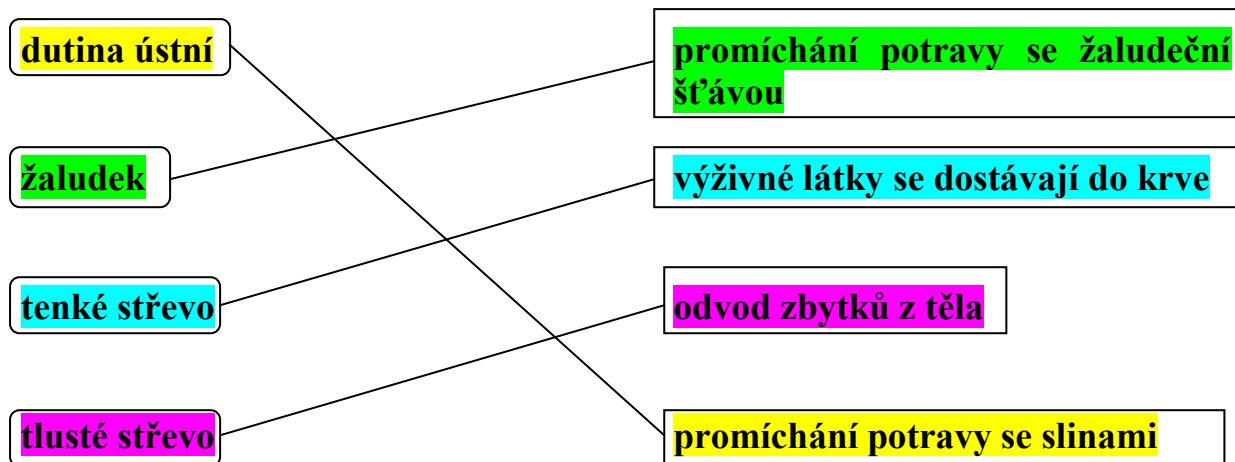 dutina ústní
promíchání potravy se žaludeční
šťávou
žaludek
výživné látky se dostávají do krve
tenké střevo
odvod zbytků z těla
tlusté střevo
promíchání potravy se slinami